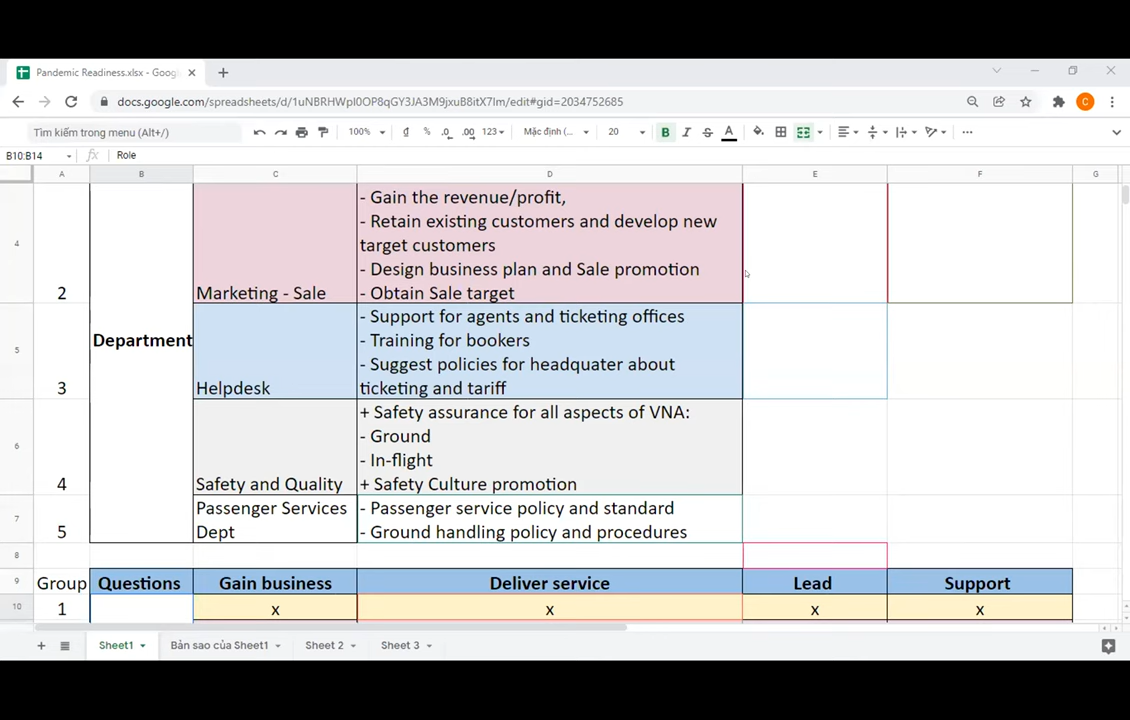 Pandemic Readiness.xlsx - Goog
docs.google.com/spreadsheets/d/1uNBRHWpI0OP8qGY3JA3M9jxuB8itX7Im/edit#gid=2034752685
C
Tìm kiếm trong menu (Alt+/)
100%
₫
%
.0
.00
123
Mặc định (...
20
B
I
S
A
B10:B14
fx
Role
A
B
C
D
E
F
G
4
- Gain the revenue/profit,
- Retain existing customers and develop new
target customers
- Design business plan and Sale promotion
2
Marketing - Sale
- Obtain Sale target
5
Department
- Support for agents and ticketing offices
- Training for bookers
- Suggest policies for headquater about
3
Helpdesk
ticketing and tariff
6
+ Safety assurance for all aspects of VNA:
- Ground
- In-flight
4
Safety and Quality
+ Safety Culture promotion
7
Passenger Services
- Passenger service policy and standard
5
Dept
- Ground handling policy and procedures
8
9
Group
Questions
Gain business
Deliver service
Lead
Support
10
1
x
x
x
x
Sheet1
Bản sao của Sheet1
Sheet 2
Sheet 3